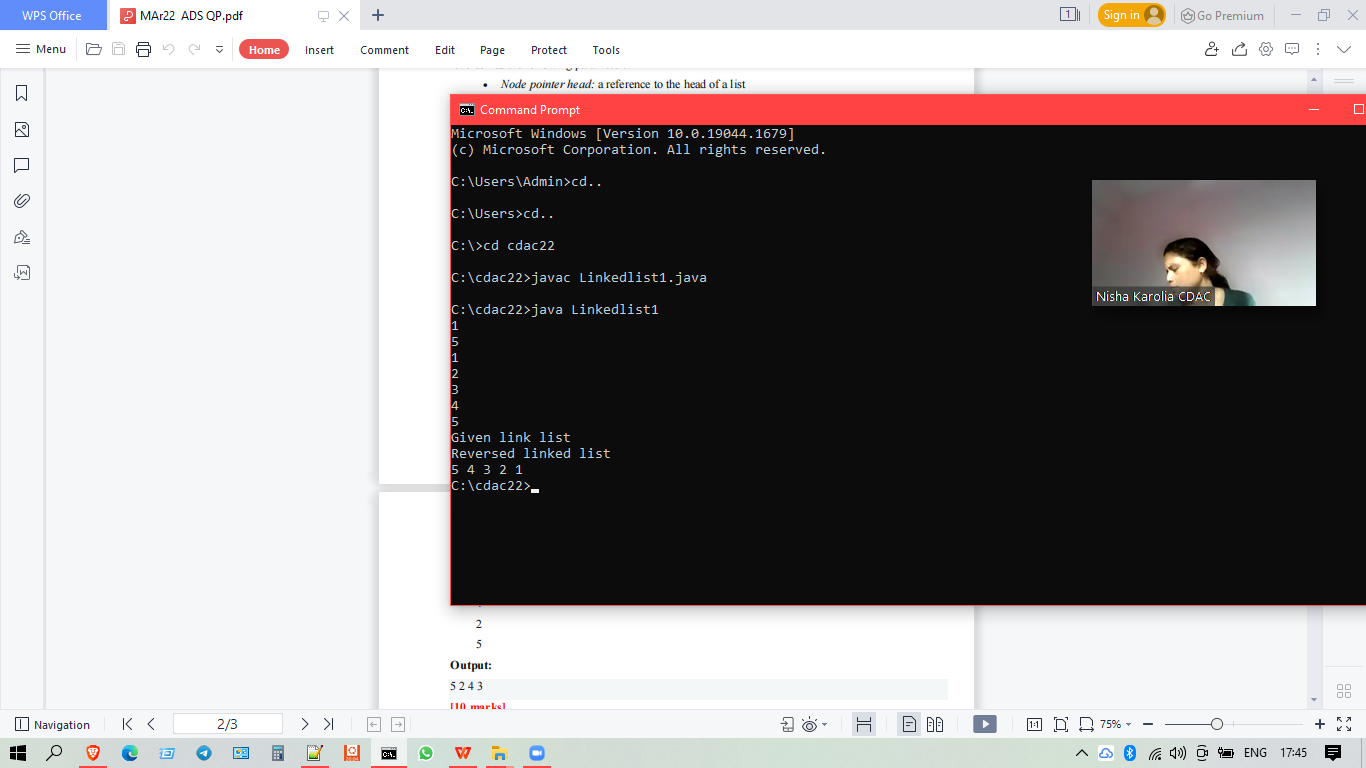 WPS Office
MAr22 ADS QP.pdf
1
Sign in
Go Premium
Menu
Home
Insert
Comment
Edit
Page
Protect
Tools
• Node pointer head: a reference to the head of a list
Command Prompt
Microsoft Windows [Version 10.0.19044.1679]
(c) Microsoft Corporation. All rights reserved.
C:\Users\Admin>cd..
C:\Users>cd..
C:\>cd cdac22
C:\cdac22>javac Linkedlist1.java
C:\cdac22>java Linkedlist1
1
5
1
2
3
4
5
Given link list
Reversed linked list
5 4 3 2 1
C:\cdac22>
Nisha Karolia CDAC
2
5
Output:
5 2 4 3
[10 marks]
Navigation
2/3
1:1
75%
ENG
17:45